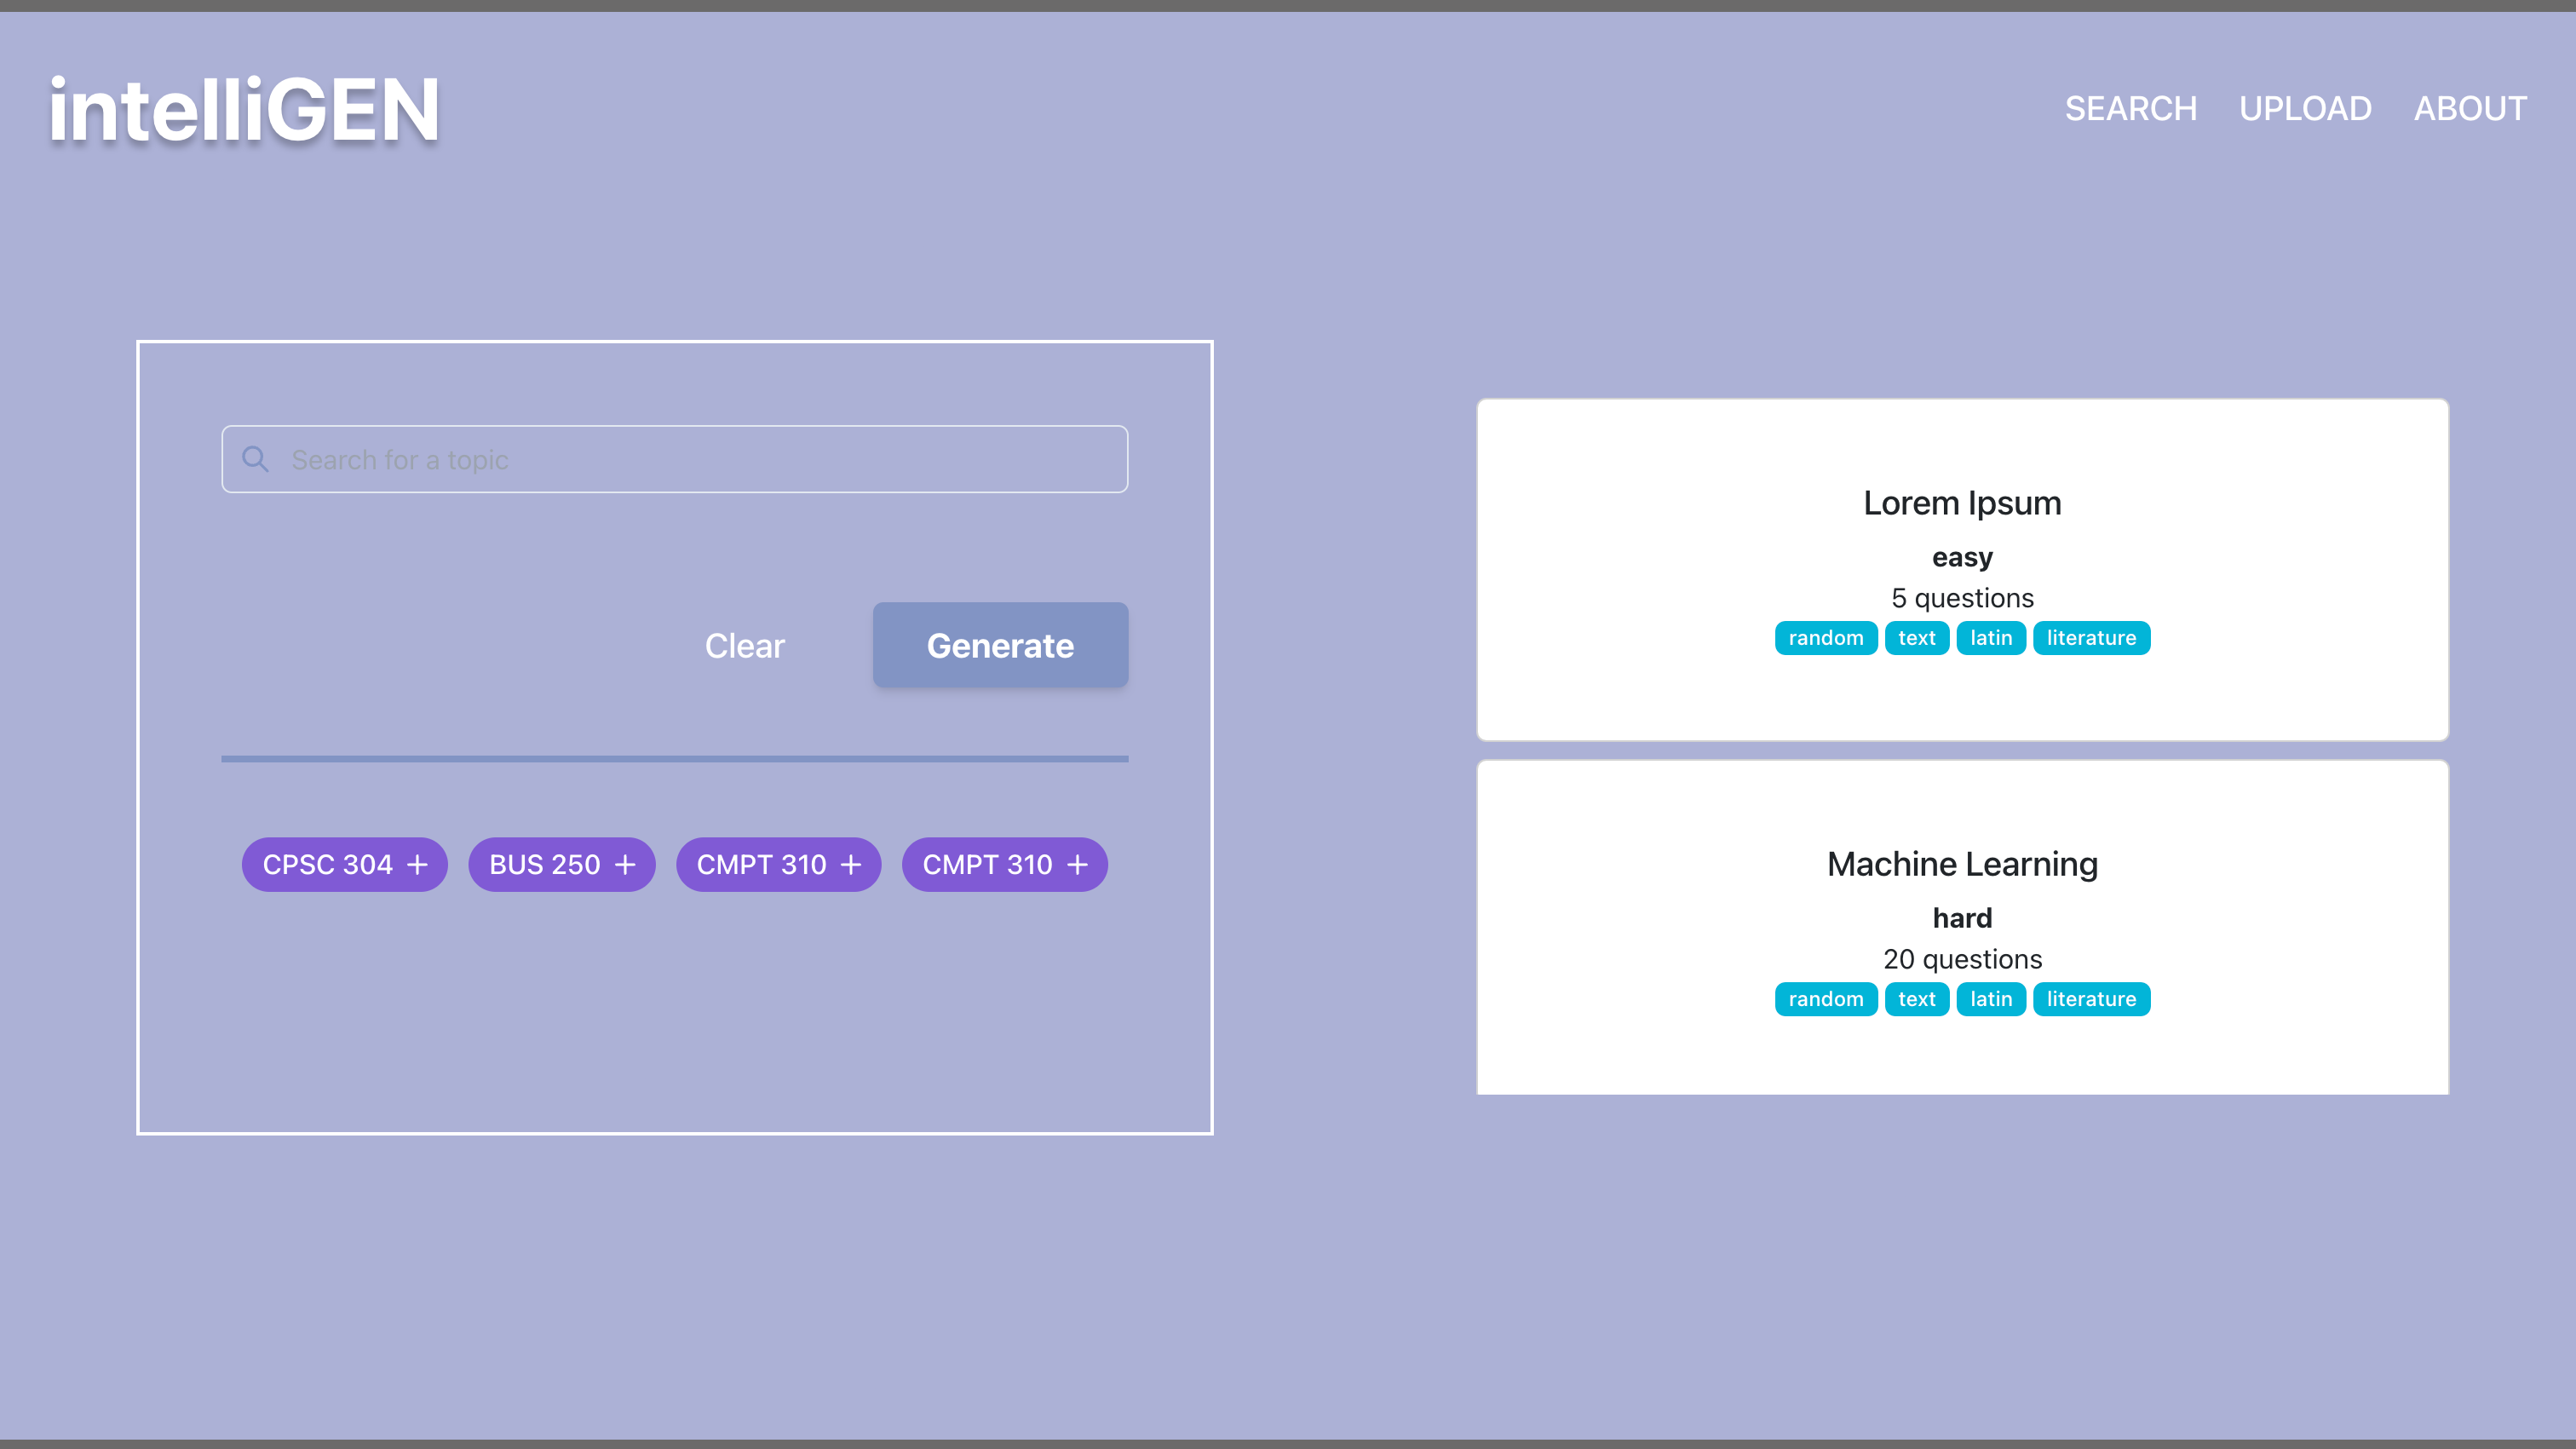 intelliGEN
SEARCH UPLOAD ABOUT
Search for a topic
Clear Generate
CPSC 304 + BUS 250 + CMPT 310 + CMPT 310 +
Lorem Ipsum
easy
5 questions
random text latin literature
Machine Learning
hard
20 questions
random text latin literature